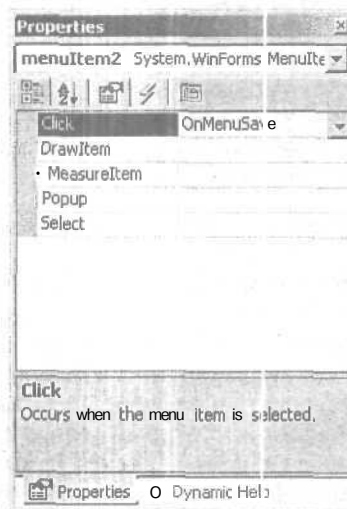 Properties
menuItem2 System.WinForms MenuIte
Click OnMenuSave
DrawItem
MeasureItem
Popup
Select
Click
Occurs when the menu item is selected.
Properties Dynamic Help